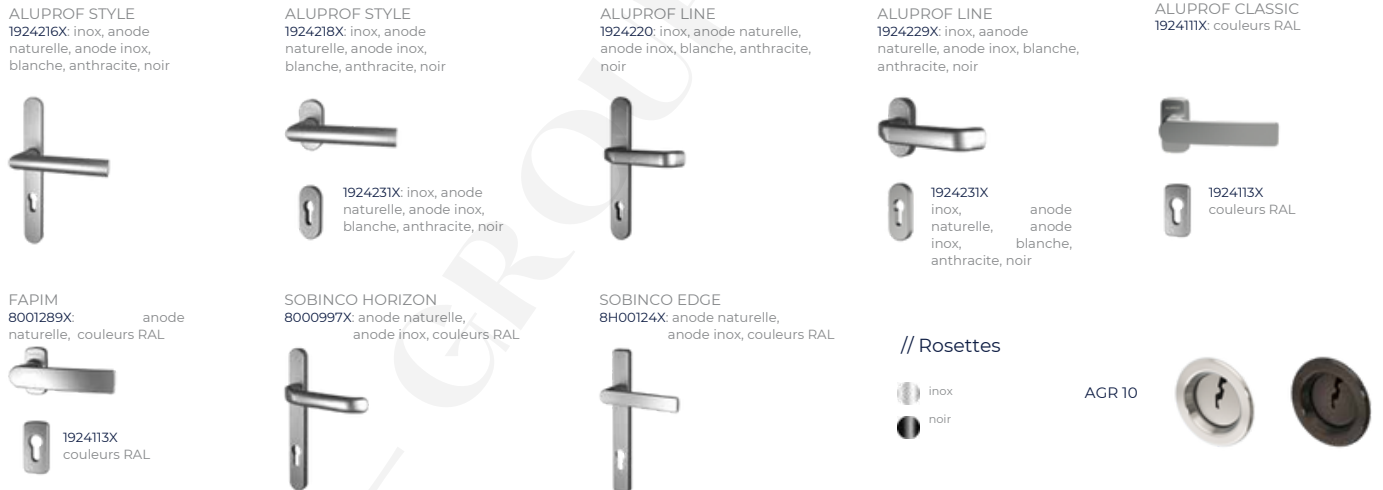 ALUPROF STYLE
1924216X: inox, anode
naturelle, anode inox,
blanche, anthracite, noir
ALUPROF STYLE
1924218X: inox, anode
naturelle, anode inox,
blanche, anthracite, noir
1924231X: inox, anode
naturelle, anode inox,
blanche, anthracite, noir
ALUPROF LINE
1924220: inox, anode naturelle,
anode inox, blanche, anthracite,
noir
ALUPROF LINE
1924229X: inox, aanode
naturelle, anode inox, blanche,
anthracite, noir
1924231X
inox, anode
naturelle, anode
inox, blanche,
anthracite, noir
ALUPROF CLASSIC
1924111X: couleurs RAL
1924113X
couleurs RAL
FAPIM
8001289X: anode
naturelle, couleurs RAL
1924113X
couleurs RAL
SOBINCO HORIZON
8000997X: anode naturelle,
anode inox, couleurs RAL
SOBINCO EDGE
8H00124X: anode naturelle,
anode inox, couleurs RAL
// Rosettes
inox
noir
AGR 10
GROU